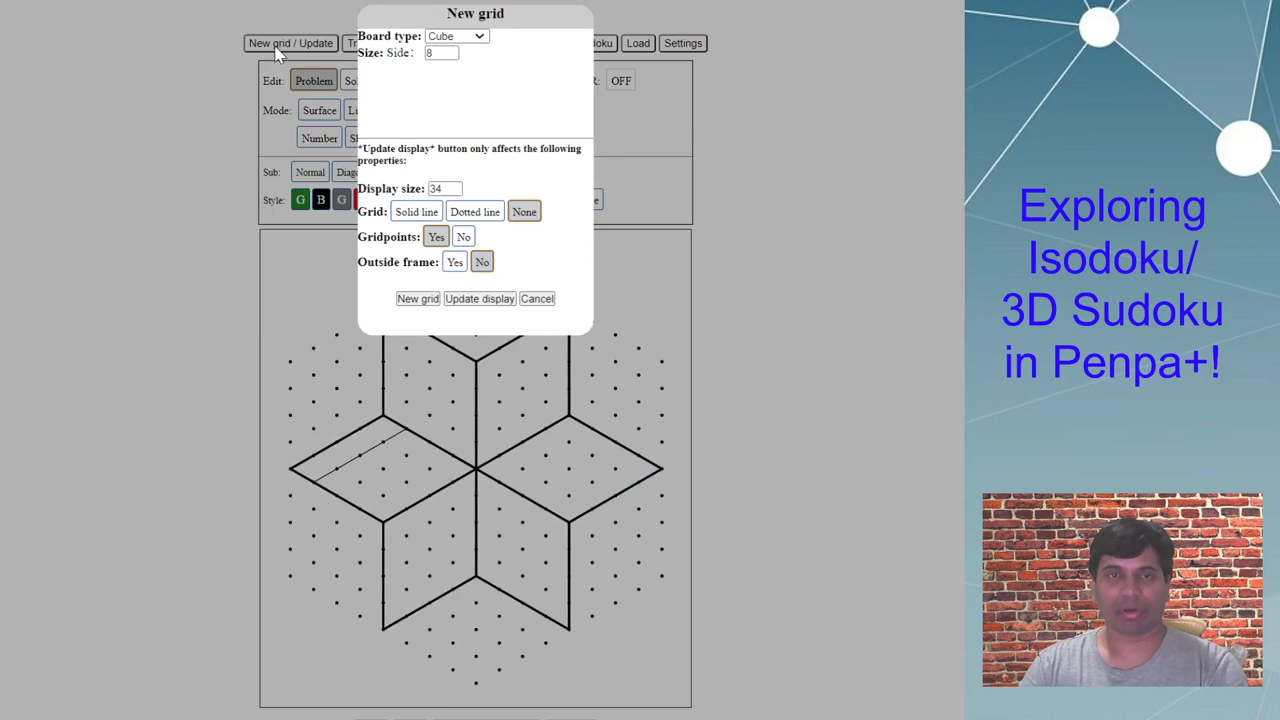 New grid
Board type: Cube
Size: Side: 8
New grid / Update
Load
Settings
*Update display* button only affects the following
properties:
Edit: Problem
OFF
Mode: Surface
Number
Display size: 34
Sub: Normal
Style: G B G
Grid: Solid line Dotted line None
Gridpoints: Yes No
Outside frame: Yes No
New grid Update display Cancel
Exploring
Isodoku/
3D Sudoku
in Penpa+!